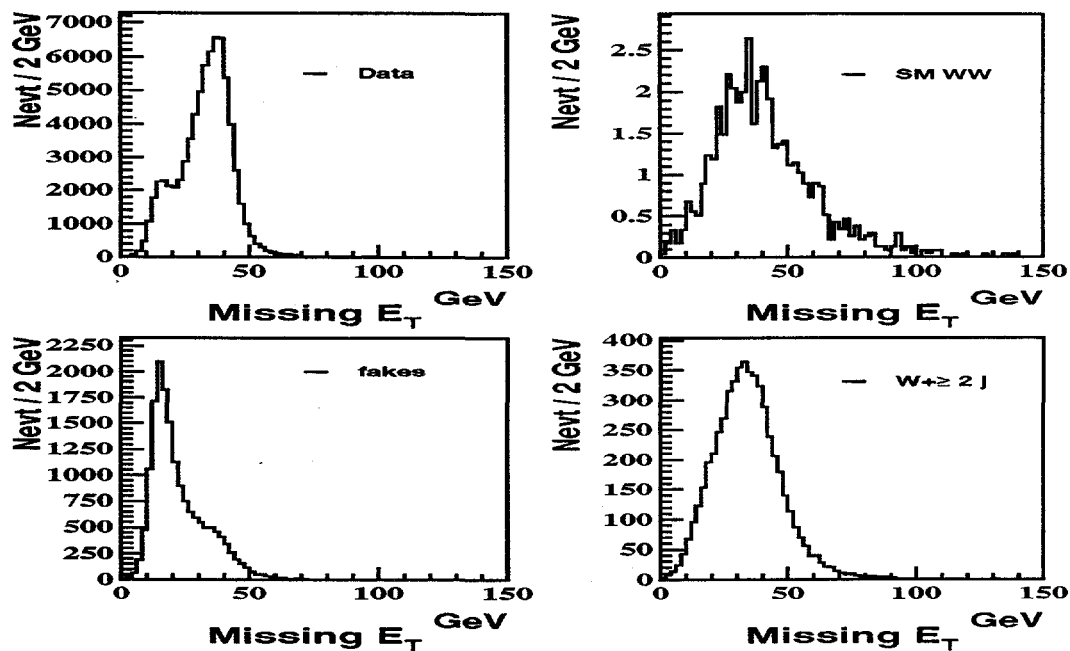 Nevt / 2 GeV
7000
6000
5000
4000
3000
2000
1000
0
Data
0 50 100 150
GeV
Missing E_T
Nevt / 2 GeV
2.5
2
1.5
1
0.5
0
SM WW
0 50 100 150
GeV
Missing E_T
Nevt / 2 GeV
2250
2000
1750
1500
1250
1000
750
500
250
0
fakes
0 50 100 150
GeV
Missing E_T
Nevt / 2 GeV
400
350
300
250
200
150
100
50
0
W+≥ 2 J
0 50 100 150
GeV
Missing E_T